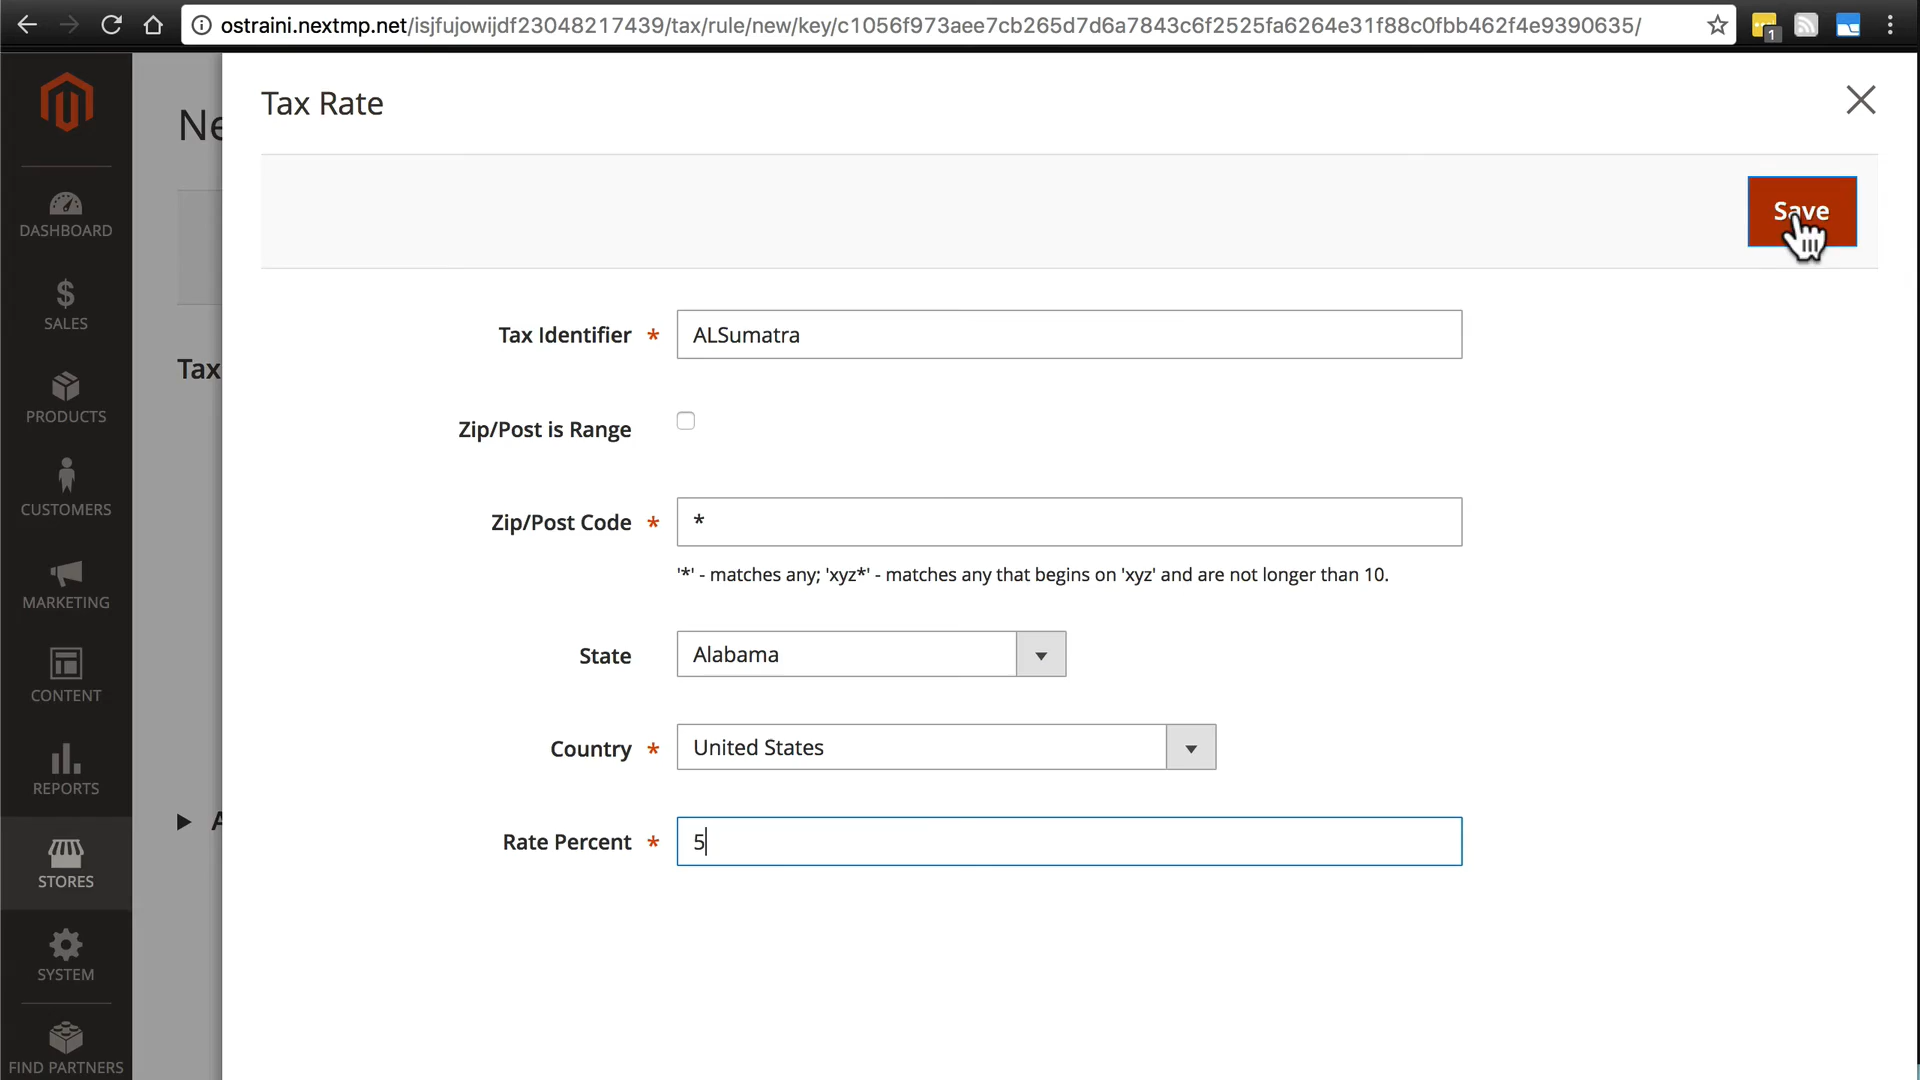 ostraini.nextmp.net/isjfujowijdf23048217439/tax/rule/new/key/c1056f973aee7cb265d7d6a7843c6f2525fa6264e31f88c0fbb462f4e9390635/
1
Ne
Tax Rate
Save
DASHBOARD
SALES
PRODUCTS
CUSTOMERS
MARKETING
CONTENT
REPORTS
STORES
SYSTEM
FIND PARTNERS
Tax
A
Tax Identifier * ALSumatra
Zip/Post is Range
Zip/Post Code * *
'*' - matches any; 'xyz*' - matches any that begins on 'xyz' and are not longer than 10.
State Alabama
Country * United States
Rate Percent * 5